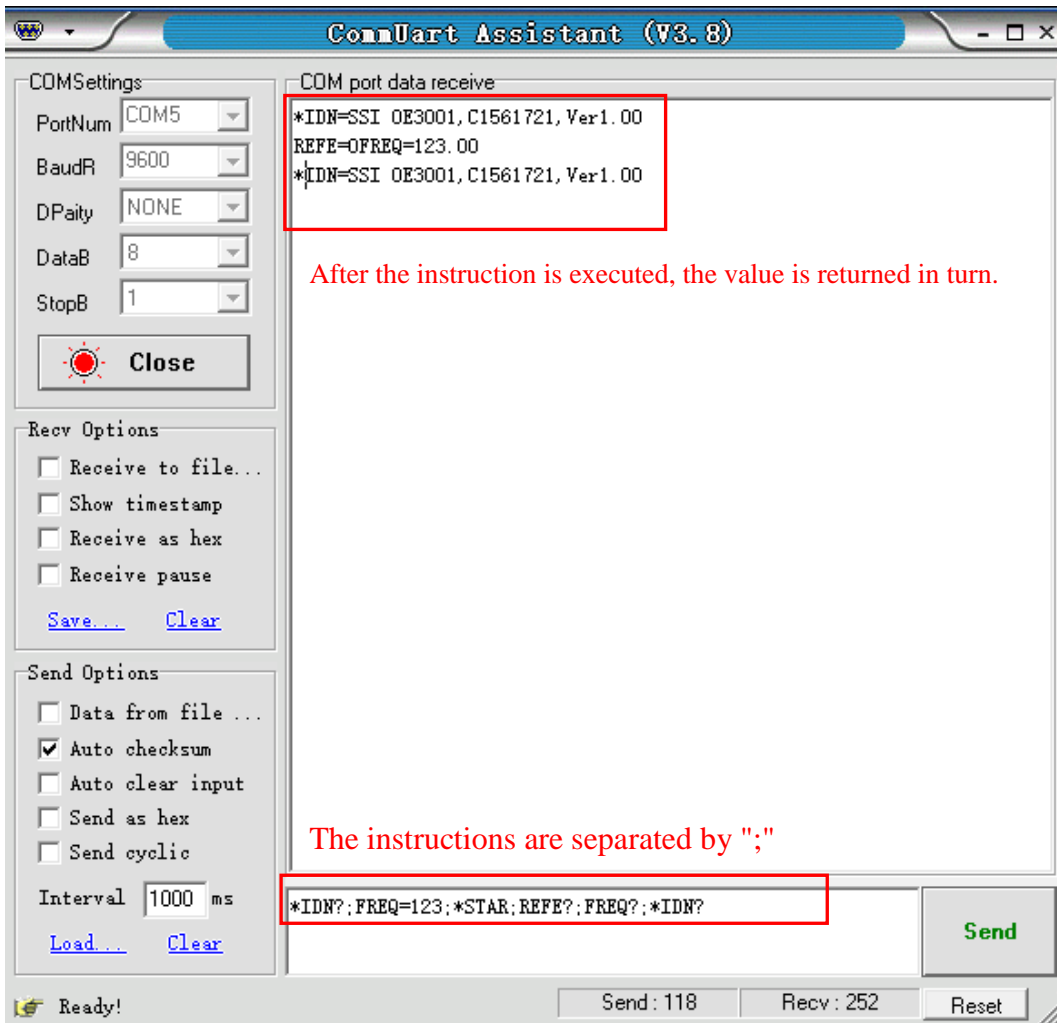 CommUart Assistant (V3.8)
COMSettings
PortNum COM5
BaudR 9600
DPaity NONE
DataB 8
StopB 1
Close
Recv Options
Receive to file...
Show timestamp
Receive as hex
Receive pause
Save... Clear
Send Options
Data from file ...
Auto checksum
Auto clear input
Send as hex
Send cyclic
Interval 1000 ms
Load... Clear
COM port data receive
*IDN=SSI OE3001,C1561721,Ver1.00
REFE=0FREQ=123.00
*IDN=SSI OE3001,C1561721,Ver1.00
After the instruction is executed, the value is returned in turn.
The instructions are separated by ";"
*IDN?;FREQ=123;*STAR;REFE?;FREQ?;*IDN?
Send
Ready!
Send : 118
Recv : 252
Reset